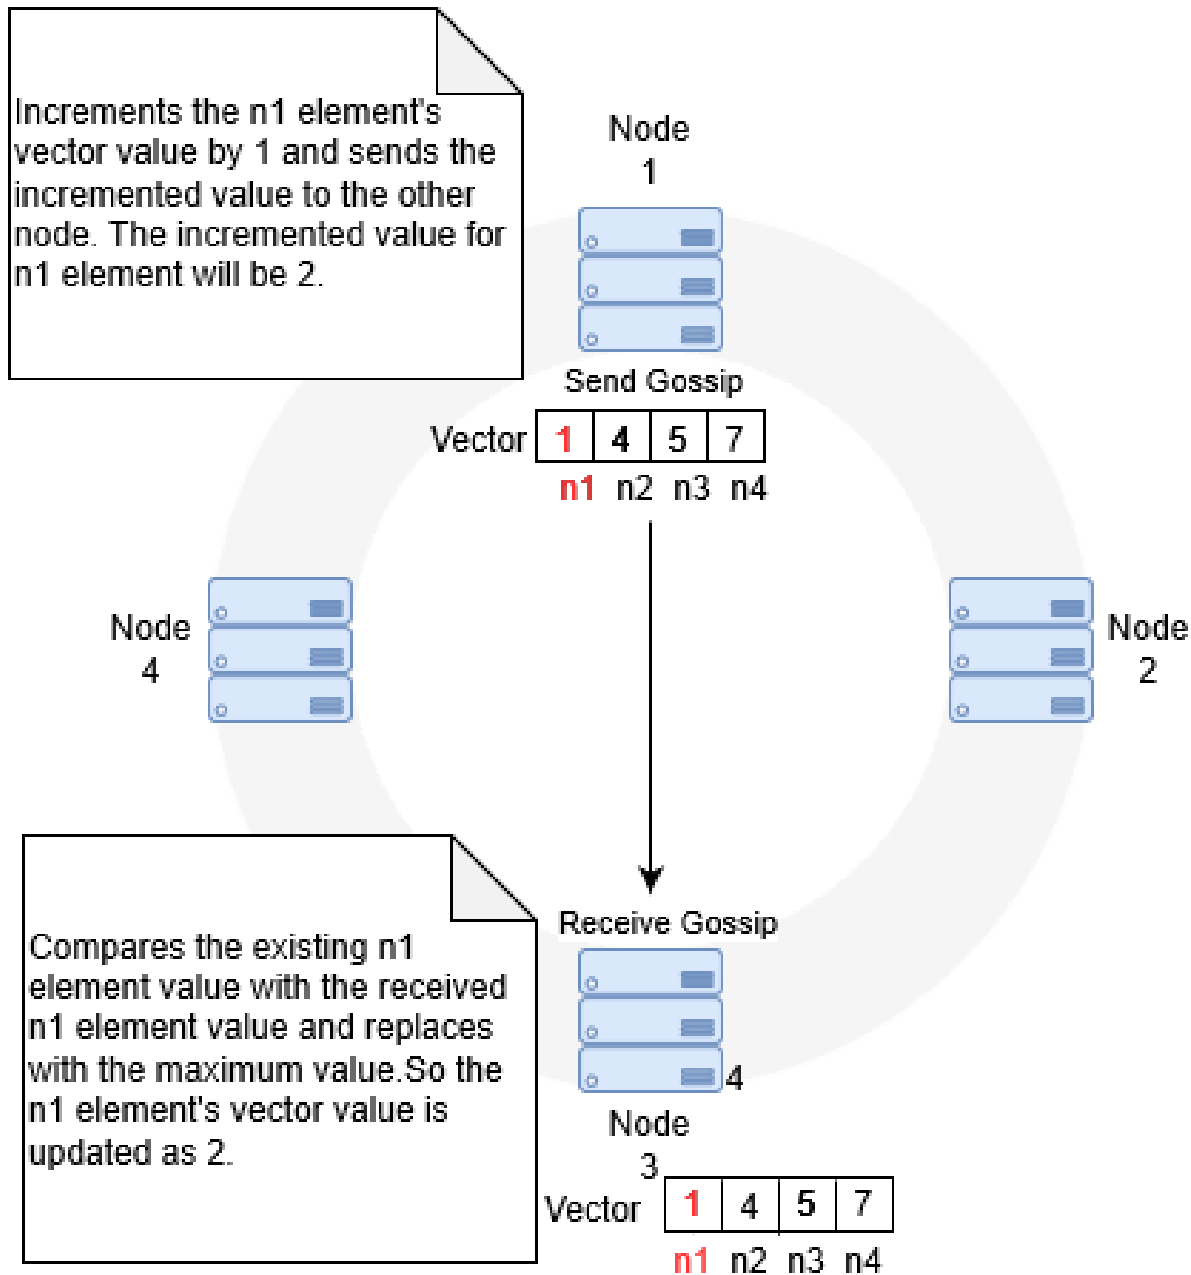 Increments the n1 element's
vector value by 1 and sends the
incremented value to the other
node. The incremented value for
n1 element will be 2.
Node
1
Send Gossip
Vector 1 4 5 7
n1 n2 n3 n4
Node
4
Node
2
Compares the existing n1
element value with the received
n1 element value and replaces
with the maximum value.So the
n1 element's vector value is
updated as 2.
Receive Gossip
4
Node
3
Vector 1 4 5 7
n1 n2 n3 n4